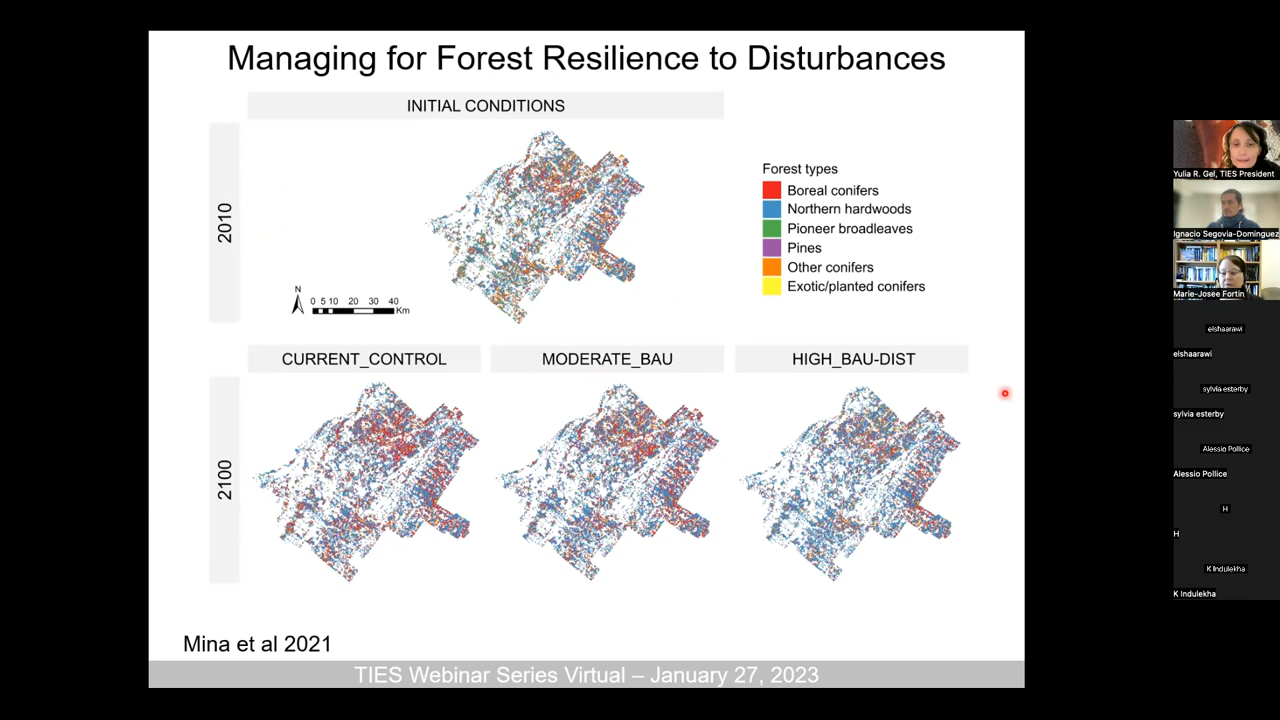 Managing for Forest Resilience to Disturbances
INITIAL CONDITIONS
2010
N
0 5 10 20 30 40
Km
Forest types
Boreal conifers
Northern hardwoods
Pioneer broadleaves
Pines
Other conifers
Exotic/planted conifers
CURRENT_CONTROL
MODERATE_BAU
HIGH_BAU-DIST
2100
Mina et al 2021
TIES Webinar Series Virtual – January 27, 2023
Yulia R. Gel, TIES President
Ignacio Segovia-Dominguez
Marie-Josee Fortin
elshaarawi
elshaarawi
sylvia esterby
sylvia esterby
Alessio Pollice
Alessio Pollice
H
H
K Indulekha
K Indulekha